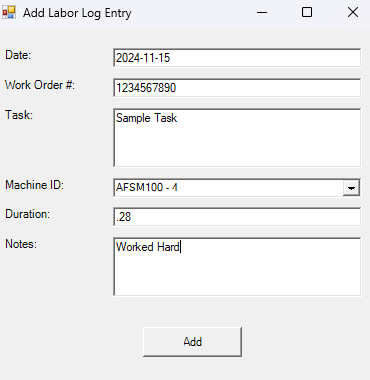 Add Labor Log Entry
Date: 2024-11-15
Work Order #: 1234567890
Task: Sample Task
Machine ID: AFSM100 - 4
Duration: .28
Notes: Worked Hard
Add